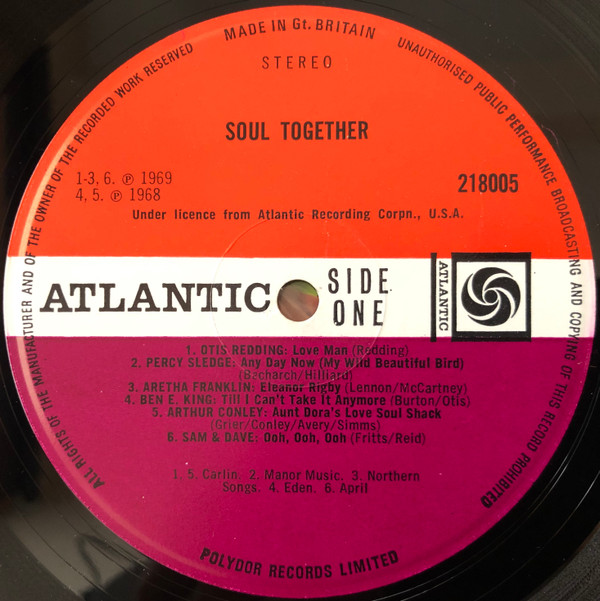 MADE IN Gt. BRITAIN
UNAUTHORISED PUBLIC PERFORMANCE BROADCASTING AND COPYING OF THIS RECORD PROHIBITED
ALL RIGHTS OF THE MANUFACTURER AND OF THE OWNER OF THE RECORDED WORK RESERVED
STEREO
SOUL TOGETHER
1-3, 6. ℗ 1969
4, 5. ℗ 1968
218005
Under licence from Atlantic Recording Corpn., U.S.A.
ATLANTIC
SIDE
ONE
ATLANTIC
1. OTIS REDDING: Love Man (Redding)
2. PERCY SLEDGE: Any Day Now (My Wild Beautiful Bird)
(Bacharch/Hilliard)
3. ARETHA FRANKLIN: Eleanor Rigby (Lennon/McCartney)
4. BEN E. KING: Till I Can't Take It Anymore (Burton/Otis)
5. ARTHUR CONLEY: Aunt Dora's Love Soul Shack
(Grier/Conley/Avery/Simms)
6. SAM & DAVE: Ooh, Ooh, Ooh (Fritts/Reid)
1. 5. Carlin. 2. Manor Music. 3. Northern
Songs. 4. Eden. 6. April
POLYDOR RECORDS LIMITED